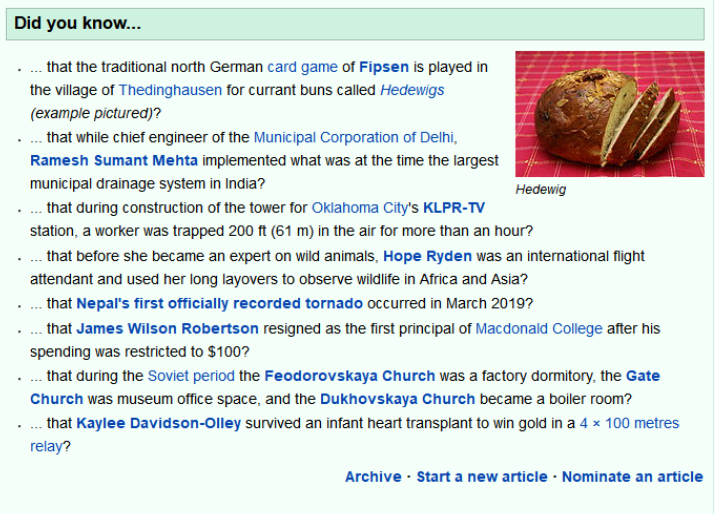 Did you know...
... that the traditional north German card game of Fipsen is played in
the village of Thedinghausen for currant buns called Hedewigs
(example pictured)?
... that while chief engineer of the Municipal Corporation of Delhi,
Ramesh Sumant Mehta implemented what was at the time the largest
municipal drainage system in India?
Hedewig
... that during construction of the tower for Oklahoma City's KLPR-TV
station, a worker was trapped 200 ft (61 m) in the air for more than an hour?
... that before she became an expert on wild animals, Hope Ryden was an international flight
attendant and used her long layovers to observe wildlife in Africa and Asia?
... that Nepal's first officially recorded tornado occurred in March 2019?
... that James Wilson Robertson resigned as the first principal of Macdonald College after his
spending was restricted to $100?
... that during the Soviet period the Feodorovskaya Church was a factory dormitory, the Gate
Church was museum office space, and the Dukhovskaya Church became a boiler room?
... that Kaylee Davidson-Olley survived an infant heart transplant to win gold in a 4 × 100 metres
relay?
Archive · Start a new article · Nominate an article